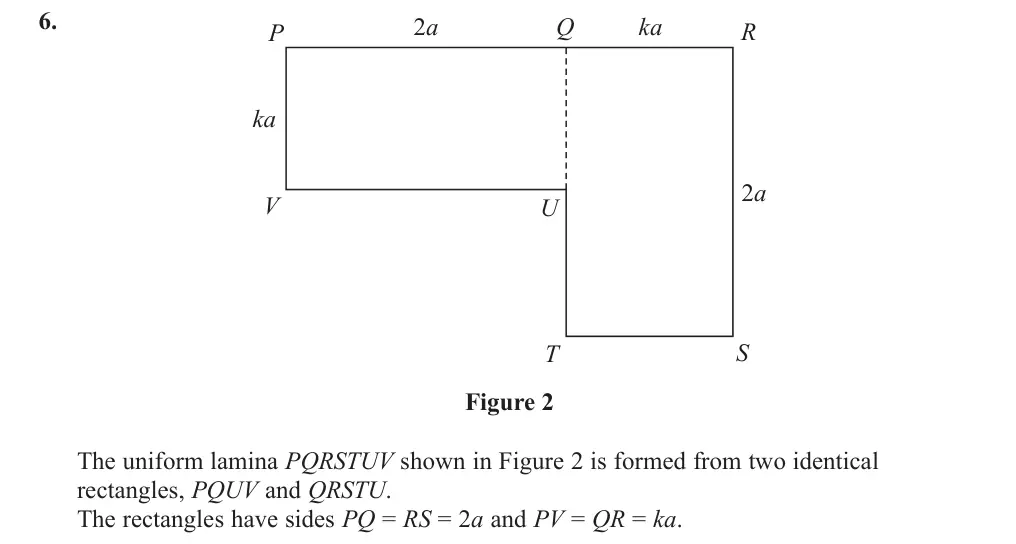 6.
P 2a Q ka R
ka
V U 2a
T S
Figure 2
The uniform lamina PQRSTUV shown in Figure 2 is formed from two identical
rectangles, PQUV and QRSTU.
The rectangles have sides PQ = RS = 2a and PV = QR = ka.